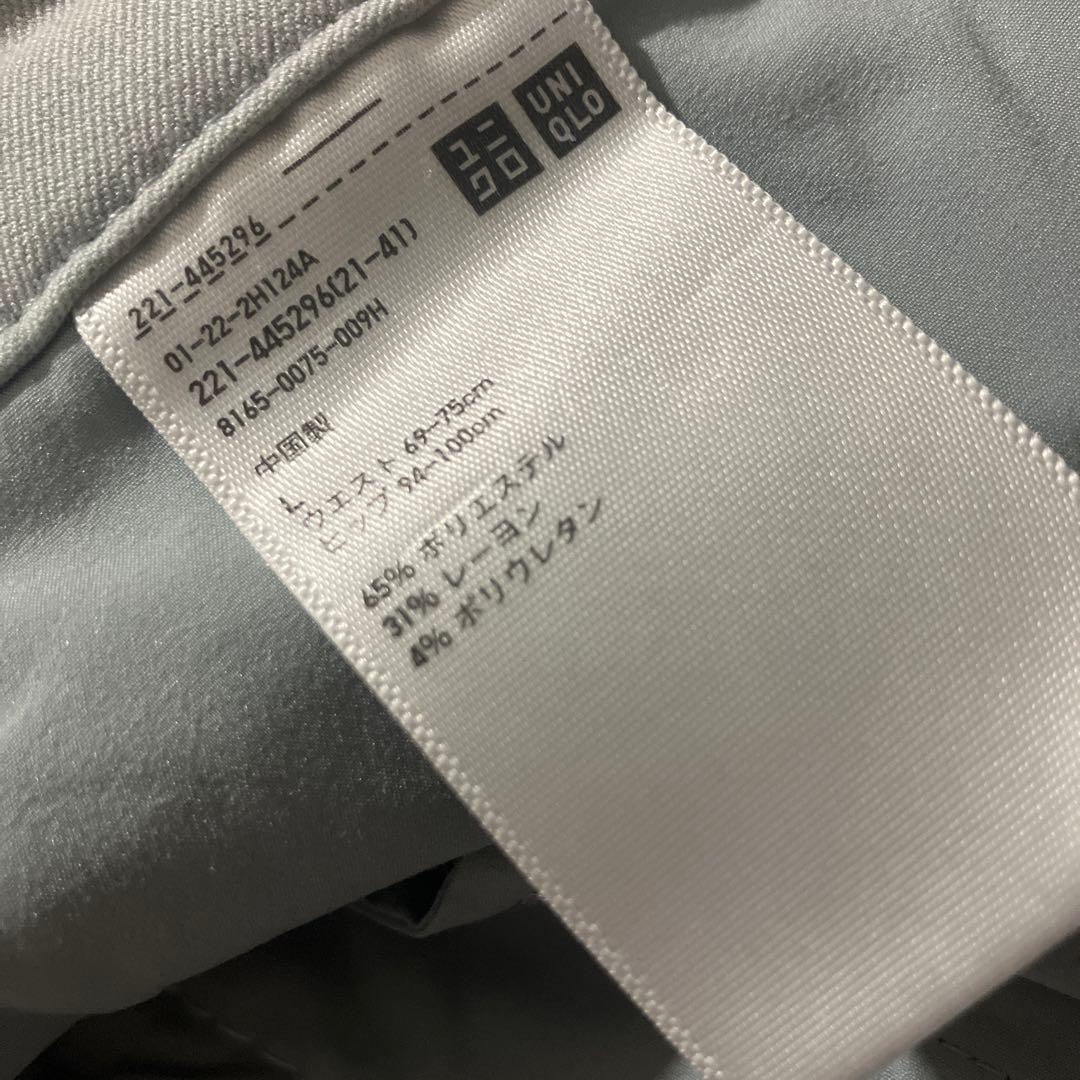 ユニクロ
UNIQLO
221-445296
01-22-2H124A
221-445296(21-41)
8165-0075-009H
中国製
L
ウエスト 69-75cm
ヒップ 94-100cm
65% ポリエステル
31% レーヨン
4% ポリウレタン